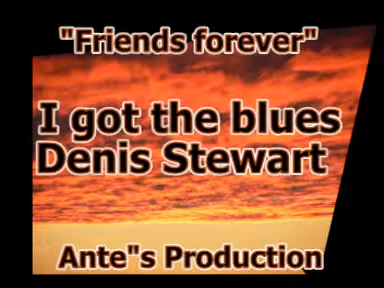 "Friends forever"
I got the blues
Denis Stewart
Ante"s Production